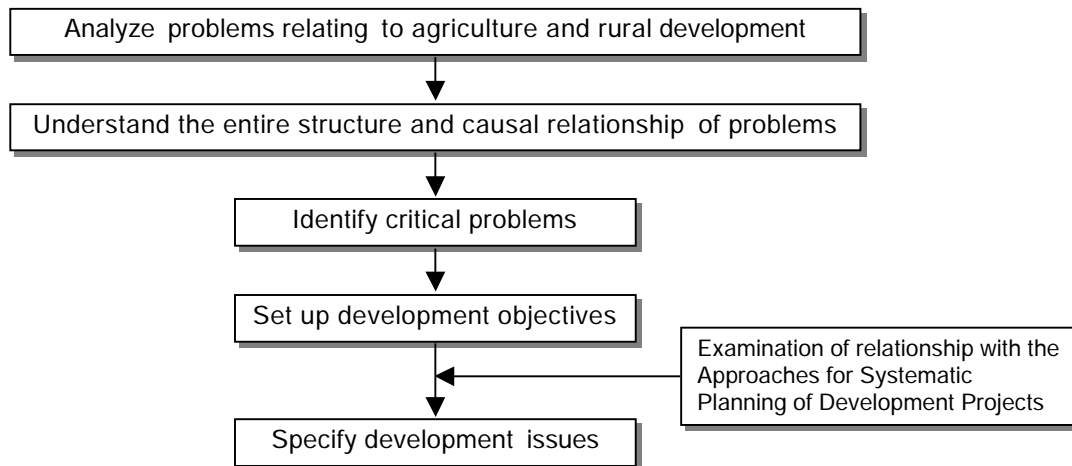 Analyze problems relating to agriculture and rural development
Understand the entire structure and causal relationship of problems
Identify critical problems
Set up development objectives
Examination of relationship with the
Approaches for Systematic
Planning of Development Projects
Specify development issues